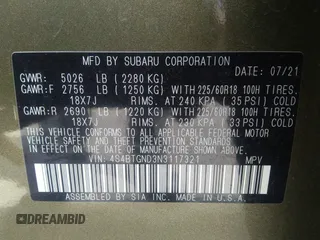 MFD. BY SUBARU CORPORATION
DATE: 07/21
GVWR: 5026 LB (2280 KG)
GAWR:F 2756 LB (1250 KG) WITH 225/60R18 100H TIRES,
18X7J RIMS, AT 240 KPA (35 PSI) COLD
GAWR:R 2690 LB (1220 KG) WITH 225/60R18 100H TIRES,
18X7J RIMS, AT 230 KPA (33 PSI) COLD
THIS VEHICLE CONFORMS TO ALL APPLICABLE FEDERAL MOTOR
VEHICLE SAFETY BUMPER, AND THEFT PREVENTION
STANDARDS IN EFFECT ON THE DATE OF MANUFACTURE
SHOWN ABOVE.
VIN: 4S4BTGND3N3117321 MPV
ASSEMBLED BY SIA INC. MADE IN U.S.A.
©DREAMBID